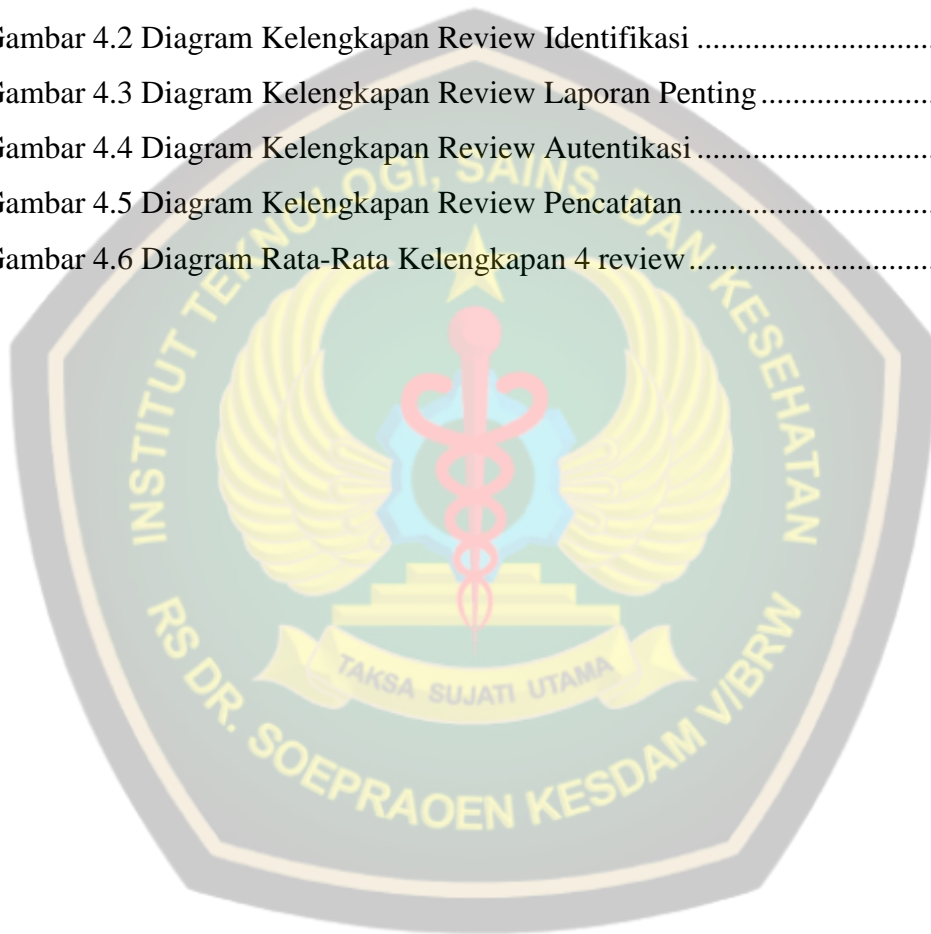 Gambar 4.2 Diagram Kelengkapan Review Identifikasi ...............................
Gambar 4.3 Diagram Kelengkapan Review Laporan Penting .......................
Gambar 4.4 Diagram Kelengkapan Review Autentikasi ...............................
Gambar 4.5 Diagram Kelengkapan Review Pencatatan ................................
Gambar 4.6 Diagram Rata-Rata Kelengkapan 4 review................................
INSTITUT TEKNOLOGI, SAINS, DAN KESEHATAN
TAKSA SUJATI UTAMA
RS DR. SOEPRAOEN KESDAM V/BRW